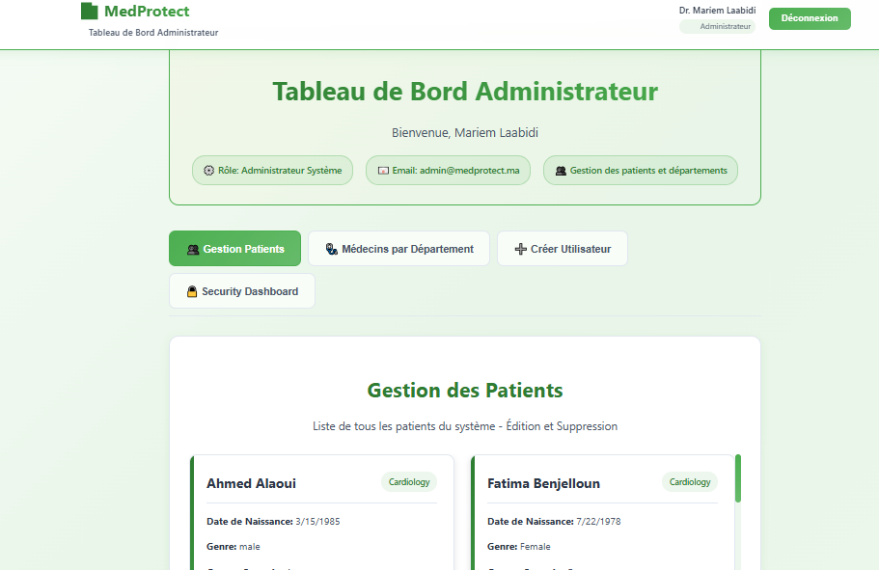 MedProtect
Tableau de Bord Administrateur
Dr. Mariem Laabidi
Administrateur
Déconnexion
Tableau de Bord Administrateur
Bienvenue, Mariem Laabidi
Rôle: Administrateur Système
Email: admin@medprotect.ma
Gestion des patients et départements
Gestion Patients
Médecins par Département
Créer Utilisateur
Security Dashboard
Gestion des Patients
Liste de tous les patients du système - Édition et Suppression
Ahmed Alaoui
Cardiology
Date de Naissance: 3/15/1985
Genre: male
Fatima Benjelloun
Cardiology
Date de Naissance: 7/22/1978
Genre: Female